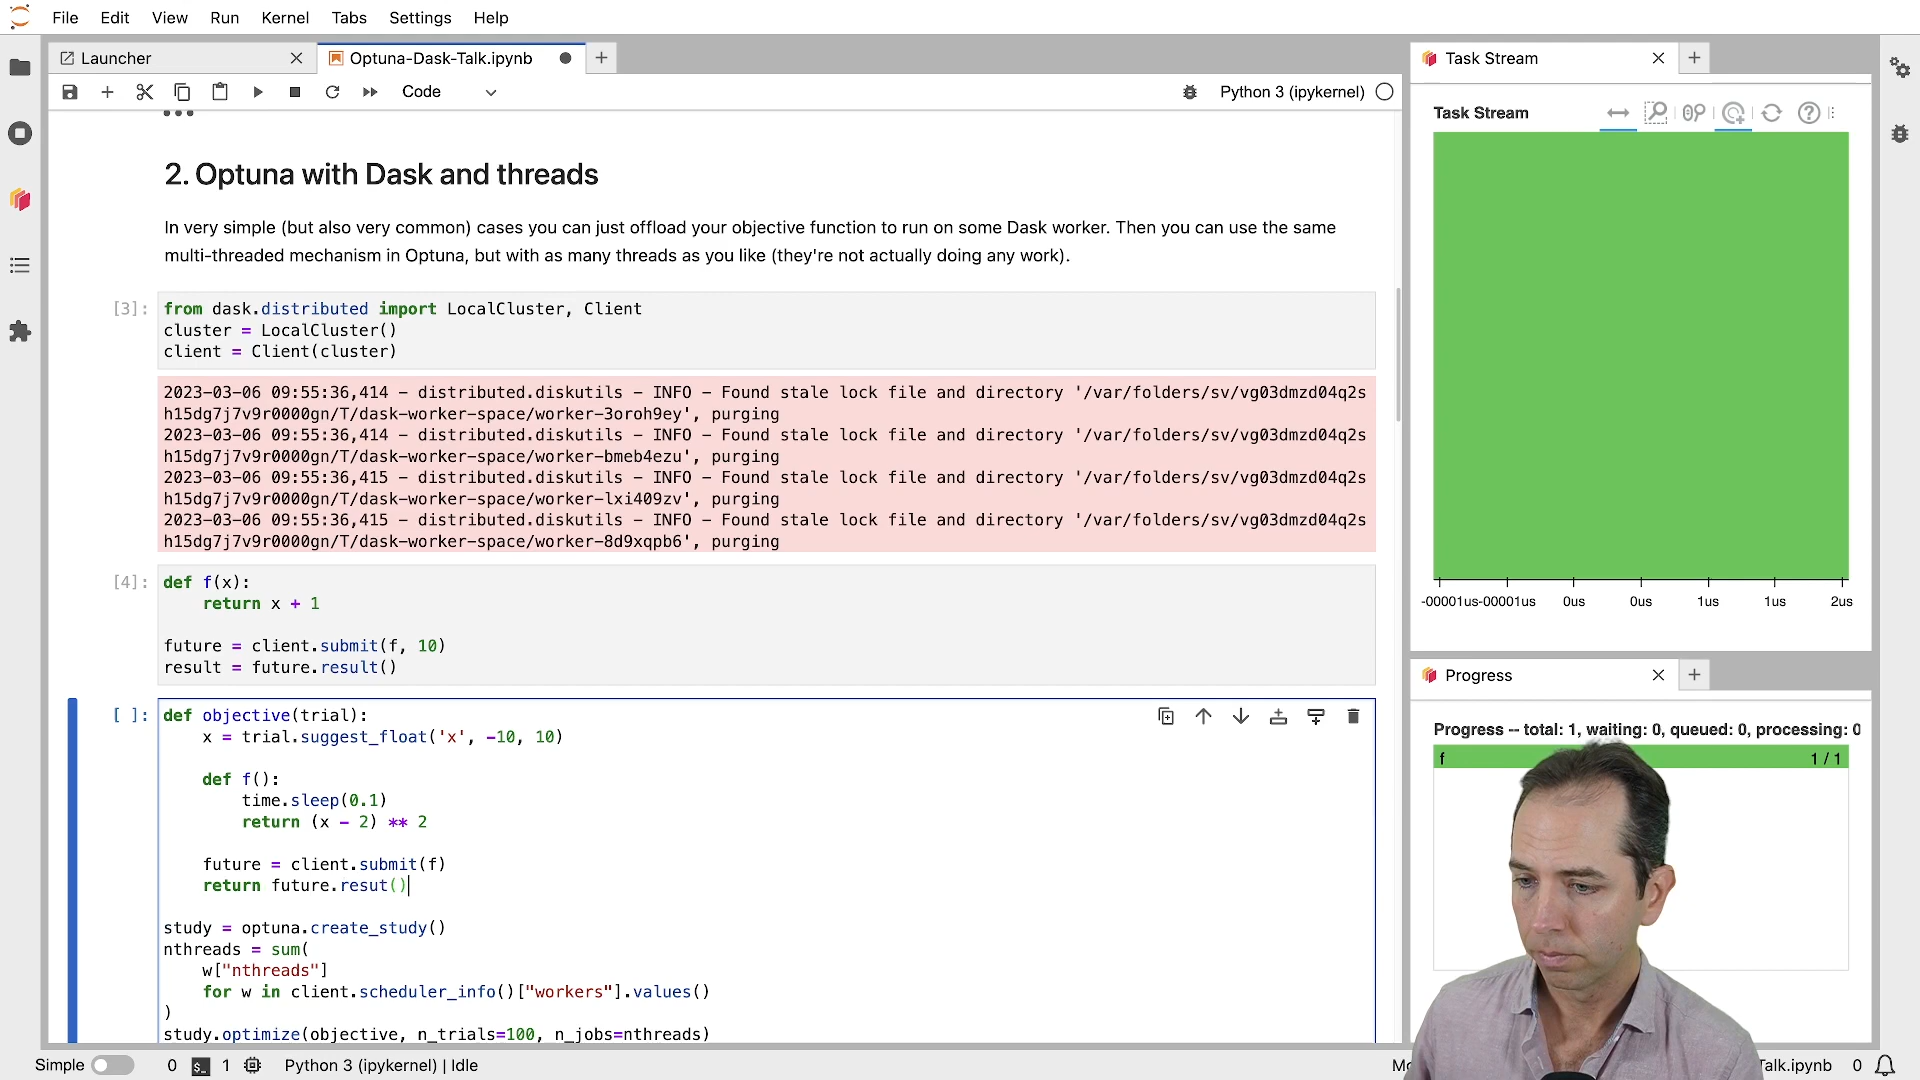 File Edit View Run Kernel Tabs Settings Help
Launcher
Optuna-Dask-Talk.ipynb
Code
Python 3 (ipykernel)
2. Optuna with Dask and threads
In very simple (but also very common) cases you can just offload your objective function to run on some Dask worker. Then you can use the same
multi-threaded mechanism in Optuna, but with as many threads as you like (they're not actually doing any work).
[3]:
from dask.distributed import LocalCluster, Client
cluster = LocalCluster()
client = Client(cluster)
2023-03-06 09:55:36,414 - distributed.diskutils - INFO - Found stale lock file and directory '/var/folders/sv/vg03dmzd04q2s
h15dg7j7v9r0000gn/T/dask-worker-space/worker-3oroh9ey', purging
2023-03-06 09:55:36,414 - distributed.diskutils - INFO - Found stale lock file and directory '/var/folders/sv/vg03dmzd04q2s
h15dg7j7v9r0000gn/T/dask-worker-space/worker-bmeb4ezu', purging
2023-03-06 09:55:36,415 - distributed.diskutils - INFO - Found stale lock file and directory '/var/folders/sv/vg03dmzd04q2s
h15dg7j7v9r0000gn/T/dask-worker-space/worker-lxi409zv', purging
2023-03-06 09:55:36,415 - distributed.diskutils - INFO - Found stale lock file and directory '/var/folders/sv/vg03dmzd04q2s
h15dg7j7v9r0000gn/T/dask-worker-space/worker-8d9xqpb6', purging
[4]:
def f(x):
    return x + 1
future = client.submit(f, 10)
result = future.result()
[ ]:
def objective(trial):
    x = trial.suggest_float('x', -10, 10)
    def f():
        time.sleep(0.1)
        return (x - 2) ** 2
    future = client.submit(f)
    return future.resut()
study = optuna.create_study()
nthreads = sum(
    w["nthreads"]
    for w in client.scheduler_info()["workers"].values()
)
study.optimize(objective, n_trials=100, n_jobs=nthreads)
Task Stream
Task Stream
-00001us-00001us 0us 0us 1us 1us 2us
Progress
Progress -- total: 1, waiting: 0, queued: 0, processing: 0
f 1 / 1
Simple 0 1 Python 3 (ipykernel) | Idle
Talk.ipynb 0